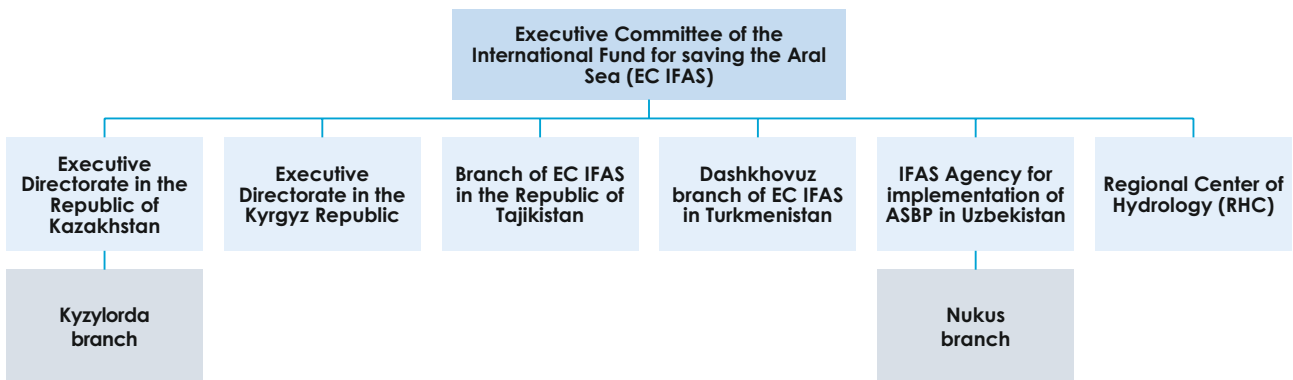 Executive Committee of the
International Fund for saving the Aral
Sea (EC IFAS)
Executive
Directorate in the
Republic of
Kazakhstan
Executive
Directorate in the
Kyrgyz Republic
Branch of EC IFAS
in the Republic of
Tajikistan
Dashkhovuz
branch of EC IFAS
in Turkmenistan
IFAS Agency for
implementation of
ASBP in Uzbekistan
Regional Center of
Hydrology (RHC)
Kyzylorda
branch
Nukus
branch